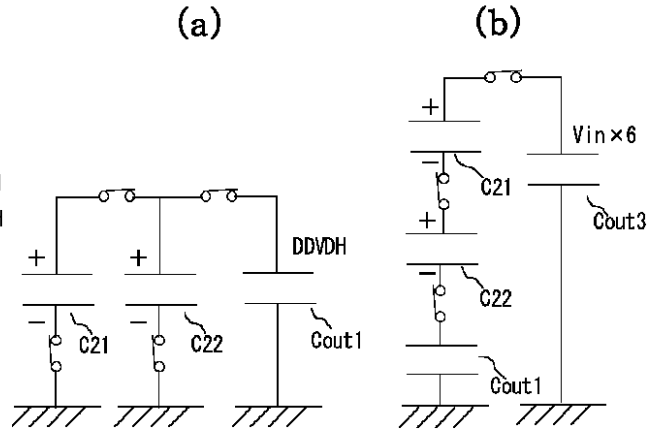 (a)
(b)
+
Vin×6
−
C21
+
Cout3
DDVDH
+
+
−
C22
−
−
C21
C22
Cout1
Cout1